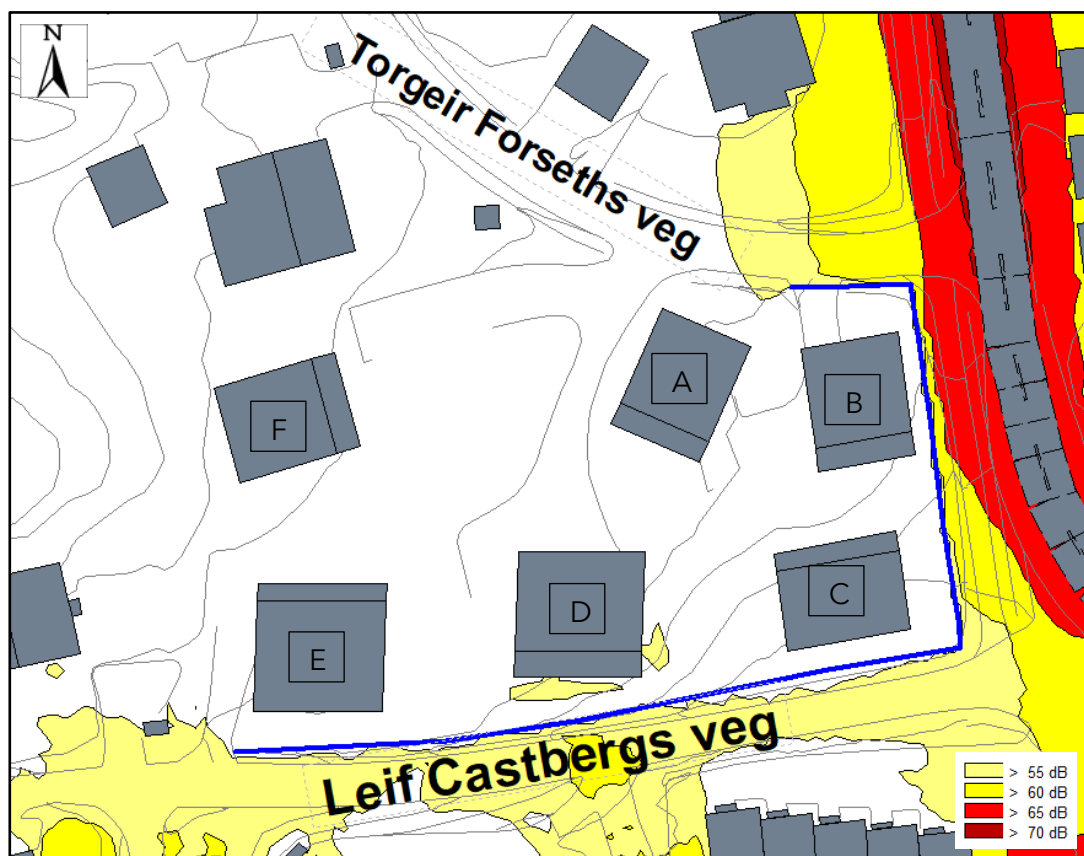 N
Torgeir Forseths veg
A
B
F
C
D
E
Leif Castbergs veg
> 55 dB
> 60 dB
> 65 dB
> 70 dB